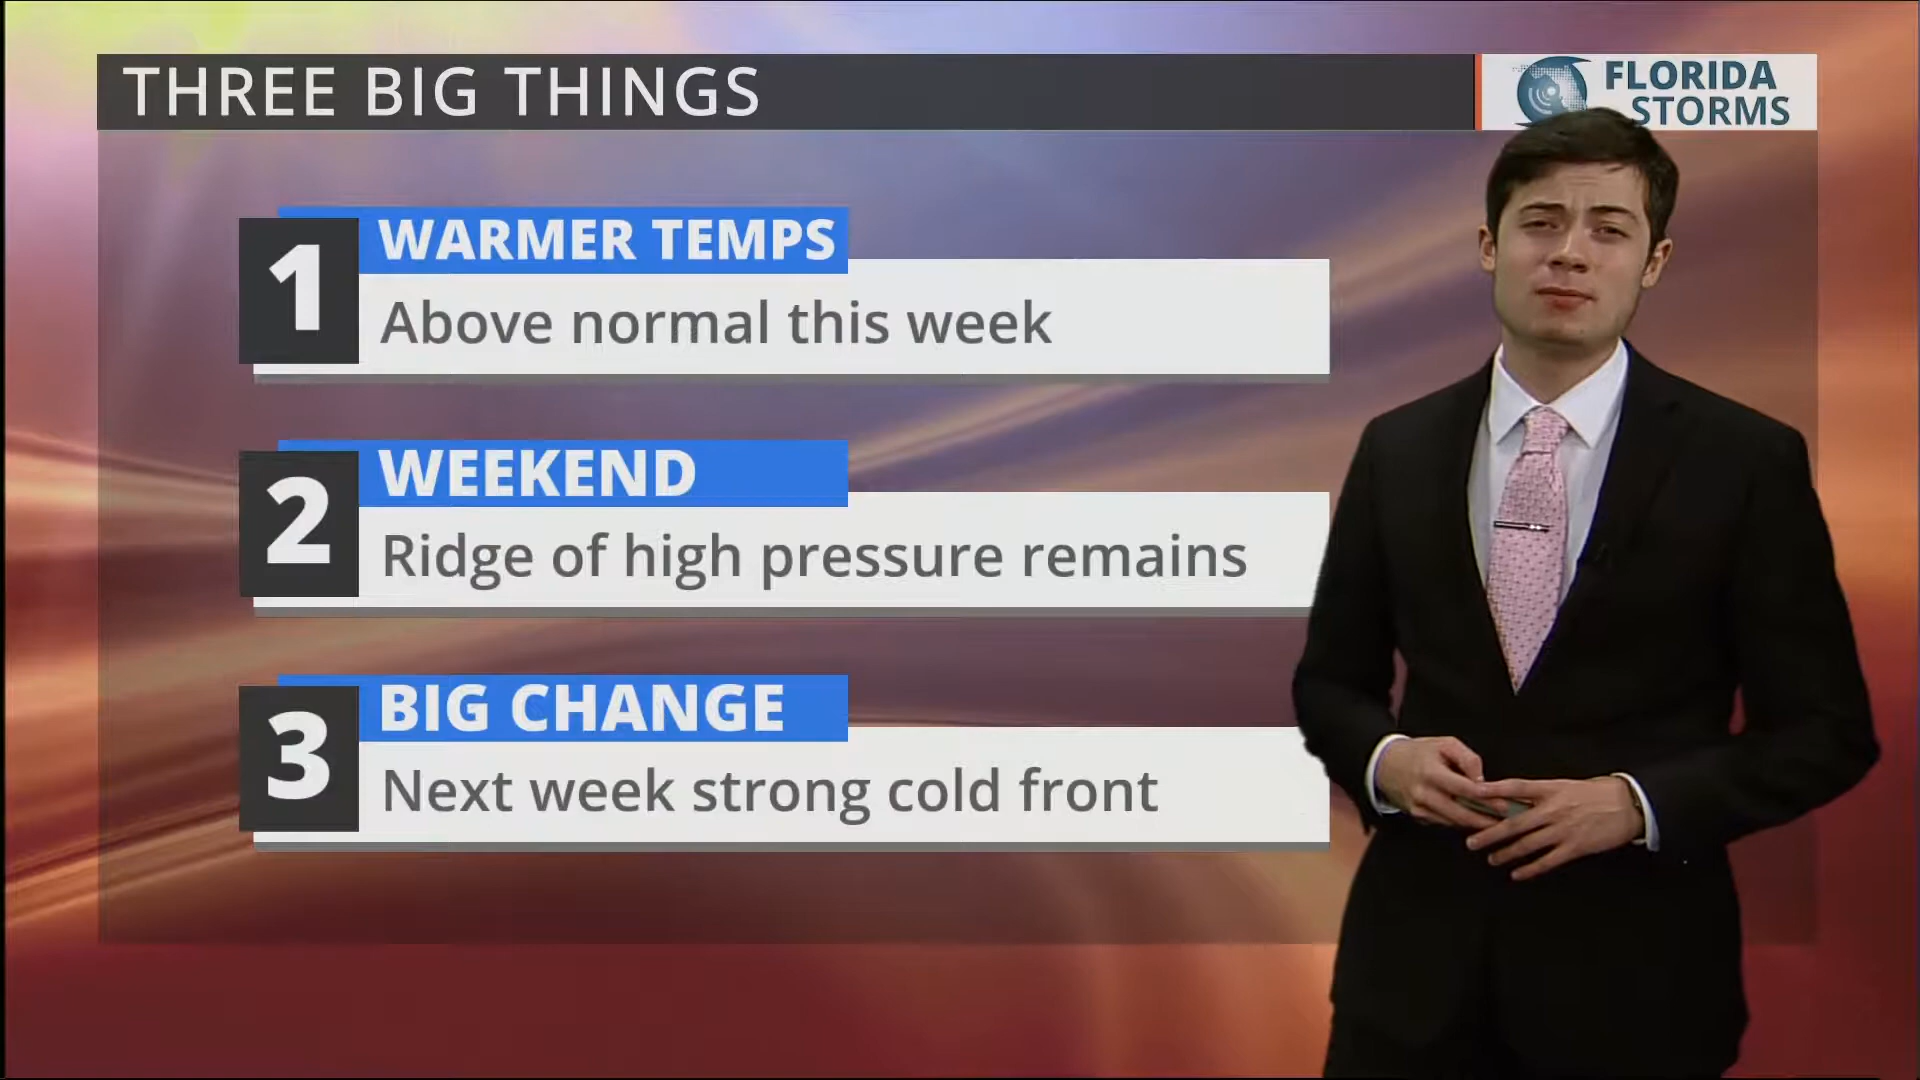 THREE BIG THINGS
FLORIDA
STORMS
1
WARMER TEMPS
Above normal this week
2
WEEKEND
Ridge of high pressure remains
3
BIG CHANGE
Next week strong cold front